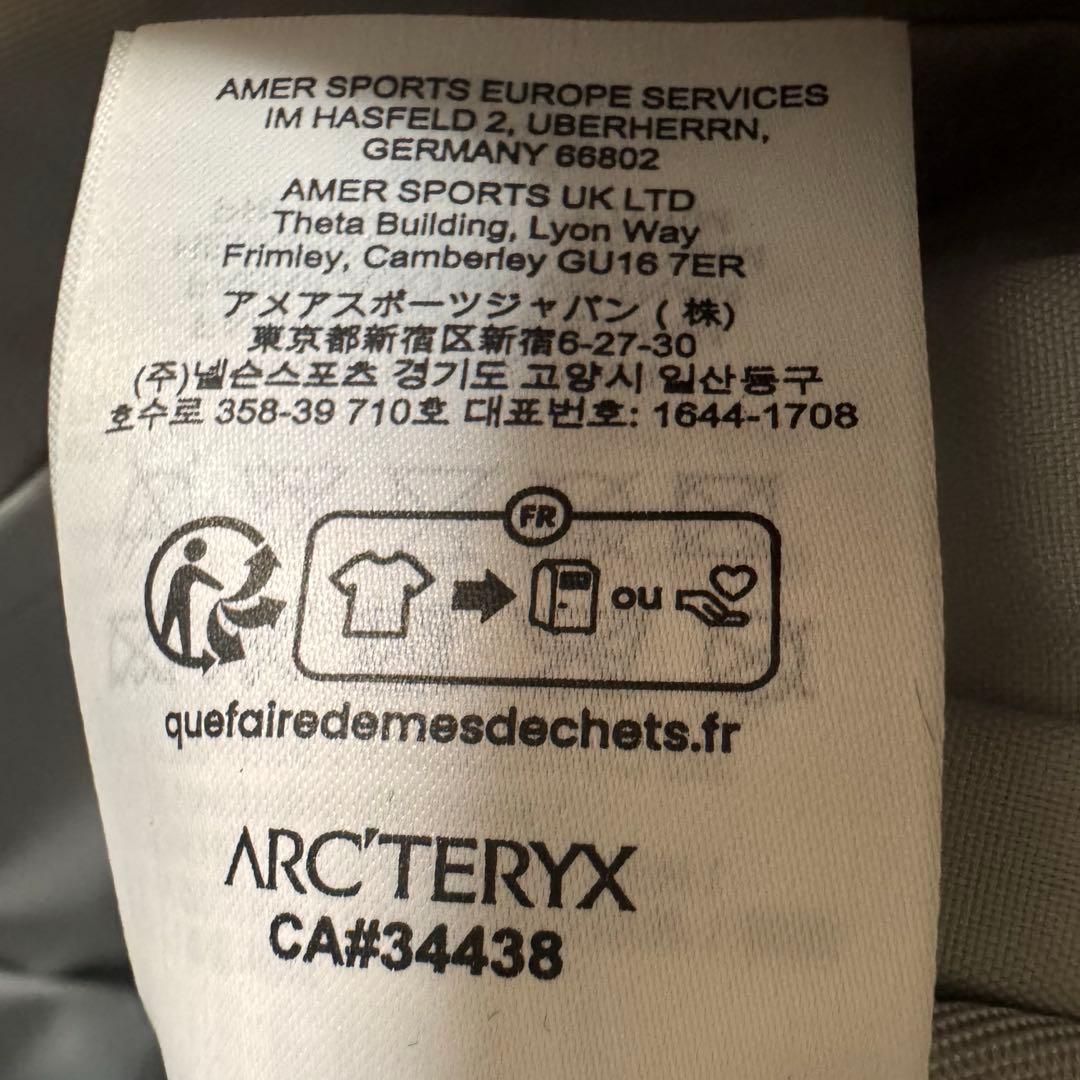 AMER SPORTS EUROPE SERVICES
IM HASFELD 2, UBERHERRN,
GERMANY 66802
AMER SPORTS UK LTD
Theta Building, Lyon Way
Frimley, Camberley GU16 7ER
アメアスポーツジャパン ( 株)
東京都新宿区新宿6-27-30
(주)넬슨스포츠 경기도 고양시 일산동구
호수로 358-39 710호 대표번호: 1644-1708
FR
ou
quefairedemesdechets.fr
ARC'TERYX
CA#34438